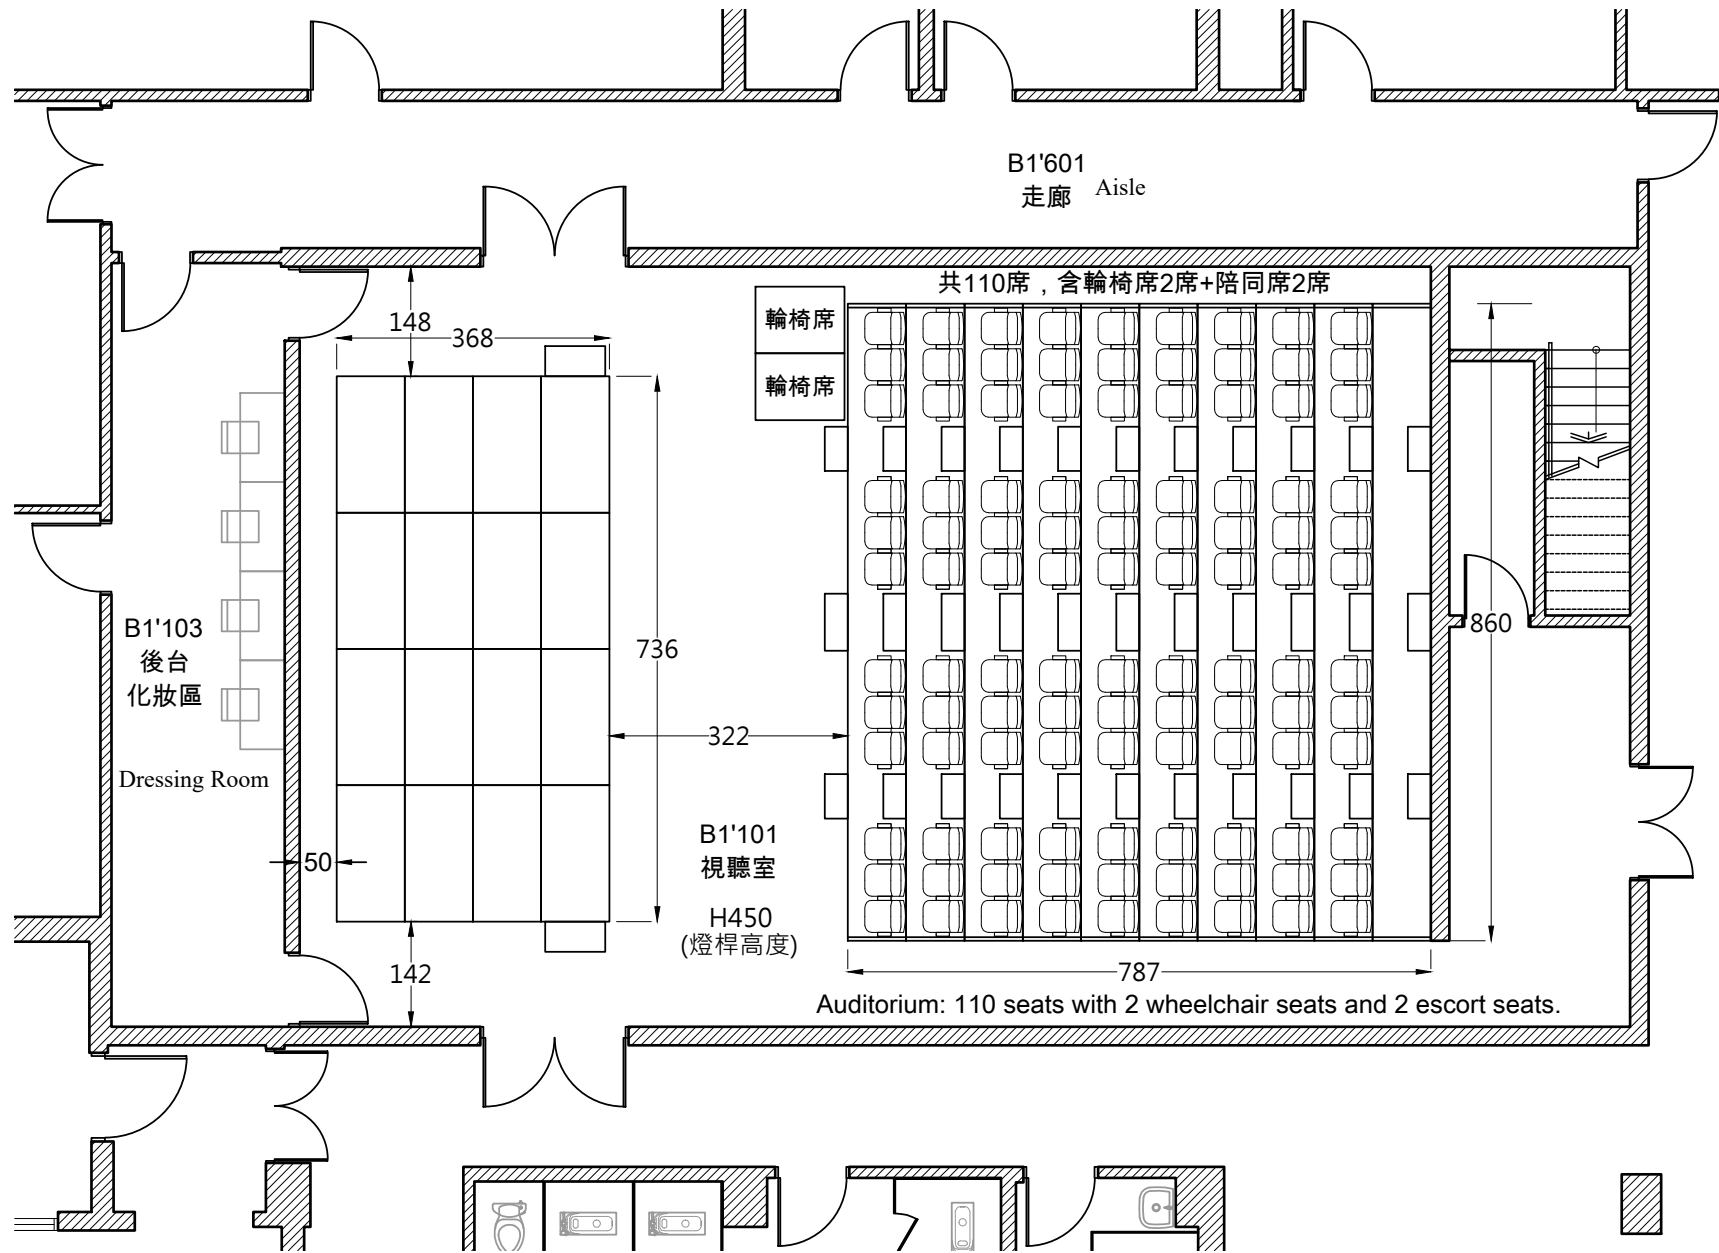 B1'601
走廊 Aisle
共110席，含輪椅席2席+陪同席2席
輪椅席
輪椅席
148
368
736
860
B1'103
後台
化妝區
Dressing Room
322
50
B1'101
視聽室
H450
(燈桿高度)
142
787
Auditorium: 110 seats with 2 wheelchair seats and 2 escort seats.